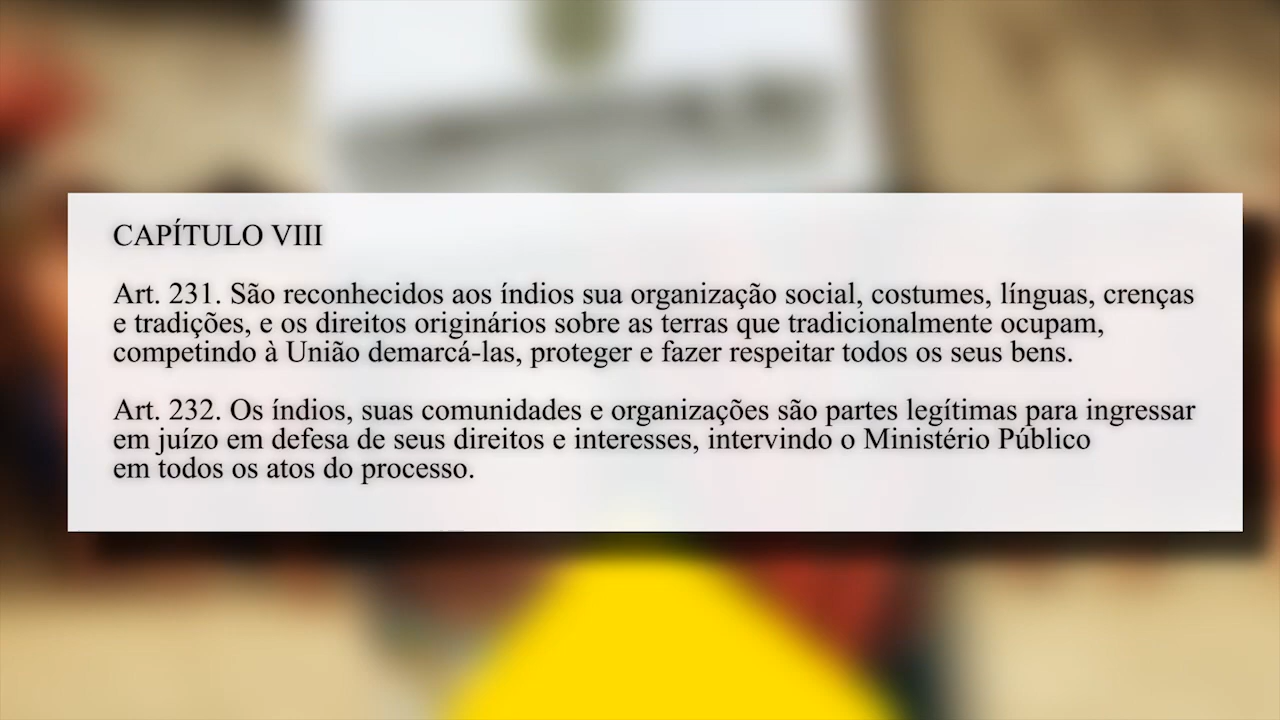 CAPÍTULO VIII
Art. 231. São reconhecidos aos índios sua organização social, costumes, línguas, crenças
e tradições, e os direitos originários sobre as terras que tradicionalmente ocupam,
competindo à União demarcá-las, proteger e fazer respeitar todos os seus bens.
Art. 232. Os índios, suas comunidades e organizações são partes legítimas para ingressar
em juízo em defesa de seus direitos e interesses, intervindo o Ministério Público
em todos os atos do processo.